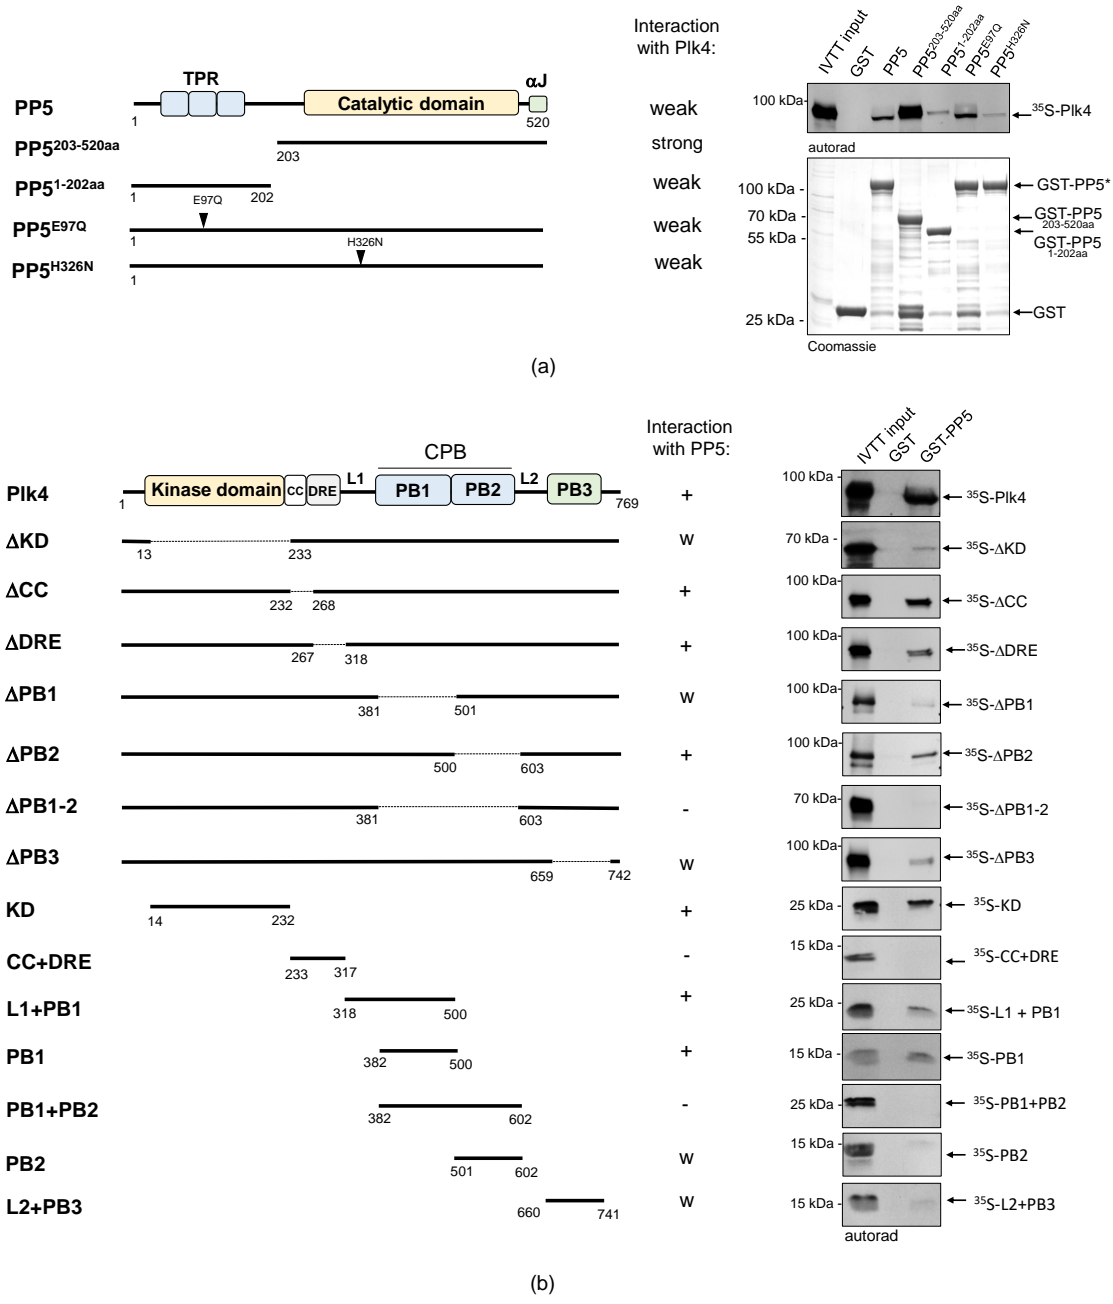 Interaction
with Plk4:
IVTT input
GST
PP5
PP5203-520aa
PP51-202aa
PP5E97Q
PP5H326N
TPR
αJ
PP5
Catalytic domain
1
520
weak
100 kDa-
35S-Plk4
PP5203-520aa
203
strong
autorad
PP51-202aa
1
202
weak
100 kDa -
GST-PP5*
E97Q
PP5E97Q
1
weak
70 kDa -
GST-PP5
203-520aa
55 kDa -
GST-PP5
1-202aa
H326N
PP5H326N
1
weak
25 kDa -
GST
Coomassie
(a)
Interaction
with PP5:
IVTT input
GST
GST-PP5
CPB
L1
L2
Plk4
Kinase domain
CC
DRE
PB1
PB2
PB3
1
769
+
100 kDa-
35S-Plk4
ΔKD
13
233
w
70 kDa -
35S-ΔKD
ΔCC
232
268
+
100 kDa-
35S-ΔCC
ΔDRE
267
318
+
100 kDa-
35S-ΔDRE
ΔPB1
381
501
w
100 kDa-
35S-ΔPB1
ΔPB2
500
603
+
100 kDa-
35S-ΔPB2
ΔPB1-2
381
603
-
70 kDa-
35S-ΔPB1-2
ΔPB3
659
742
w
100 kDa-
35S-ΔPB3
KD
14
232
+
25 kDa -
35S-KD
CC+DRE
233
317
-
15 kDa -
35S-CC+DRE
L1+PB1
318
500
+
25 kDa -
35S-L1 + PB1
PB1
382
500
+
15 kDa -
35S-PB1
PB1+PB2
382
602
-
25 kDa -
35S-PB1+PB2
PB2
501
602
w
15 kDa -
35S-PB2
L2+PB3
660
741
w
15 kDa -
35S-L2+PB3
autorad
(b)